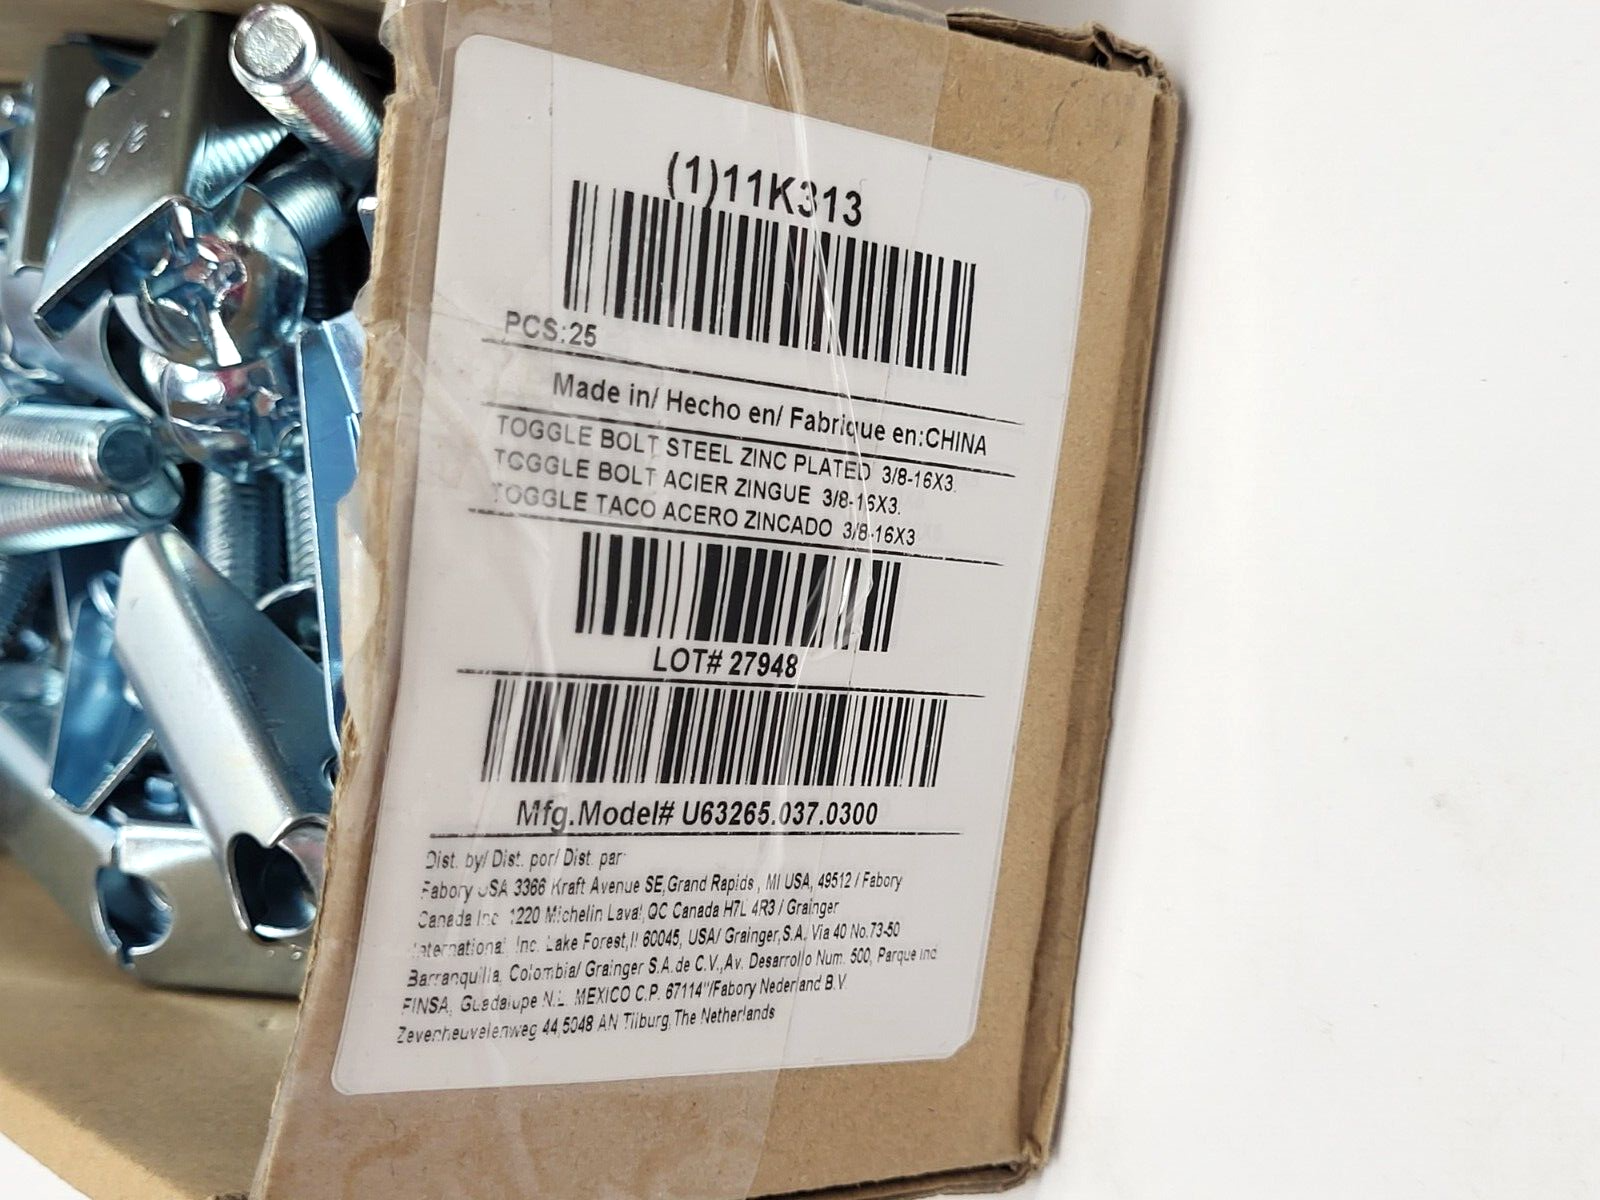 3/8
(1)11K313
PCS:25
Made in/ Hecho en/ Fabrique en:CHINA
TOGGLE BOLT STEEL ZINC PLATED 3/8-16X3.
TOGGLE BOLT ACIER ZINGUE 3/8-16X3.
TOGGLE TACO ACERO ZINCADO 3/8-16X3
LOT# 27948
Mfg.Model# U63265.037.0300
Dist. by/ Dist. por/ Dist. par:
Fabory USA 3366 Kraft Avenue SE,Grand Rapids, MI USA, 49512 / Fabory
Canada Inc. 1220 Michelin Laval,QC Canada H7L 4R3 / Grainger
International, Inc. Lake Forest,Il 60045, USA/ Grainger,S.A. Via 40 No.73-50
Barranquilla, Colombia/ Grainger S.A.de C.V.,Av. Desarrollo Num. 500, Parque Ind.
FINSA, Guadalupe N.L. MEXICO C.P. 67114"/Fabory Nederland B.V
Zevenheuvelenweg 44,5048 AN Tilburg,The Netherlands